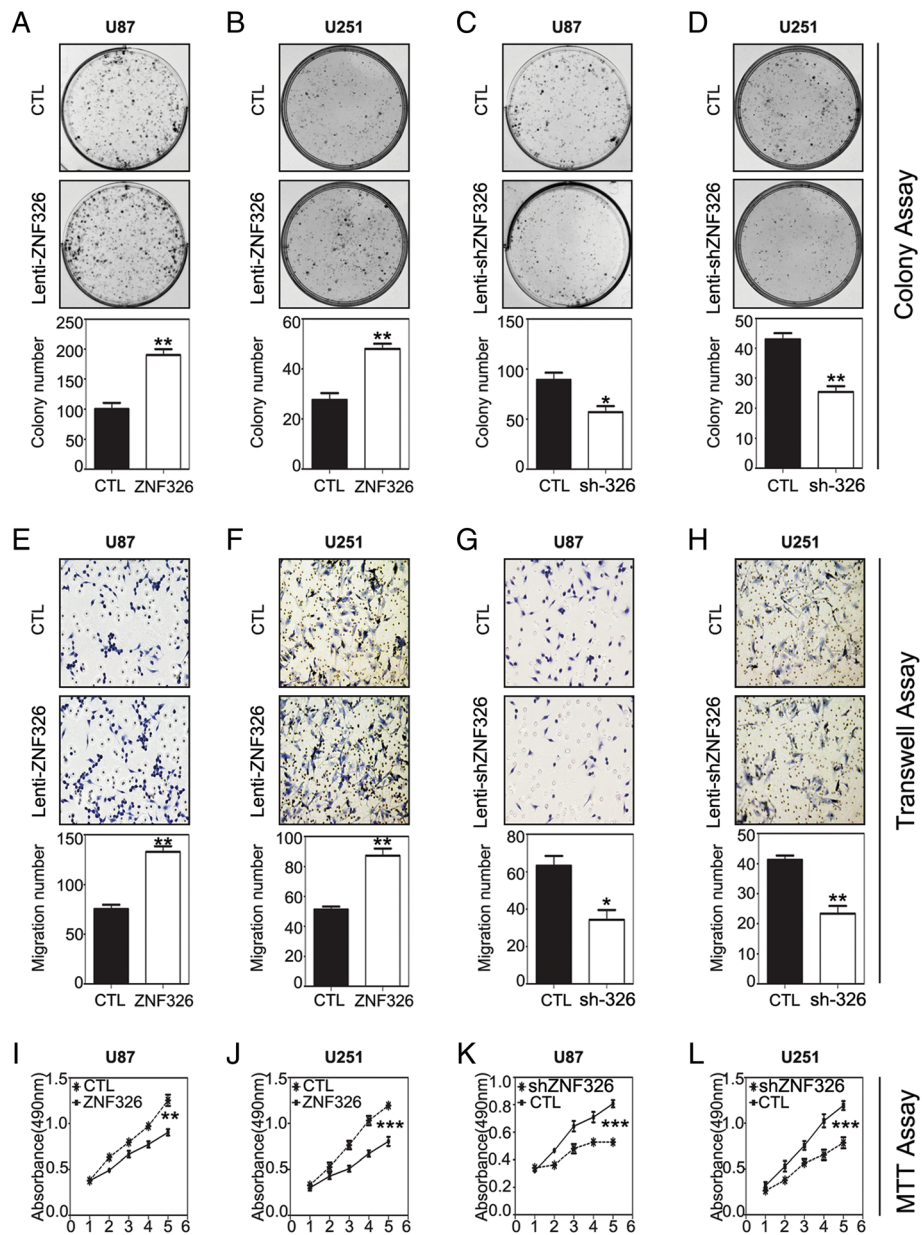 A U87 B U251 C U87 D U251
CTL CTL CTL CTL
Lenti-ZNF326 Lenti-ZNF326 Lenti-shZNF326 Lenti-shZNF326
Colony Assay
Colony number 250 200 150 100 50 0 ** CTL ZNF326
Colony number 60 40 20 0 ** CTL ZNF326
Colony number 150 100 50 0 * CTL sh-326
Colony number 50 40 30 20 10 0 ** CTL sh-326
E U87 F U251 G U87 H U251
CTL CTL CTL CTL
Lenti-ZNF326 Lenti-ZNF326 Lenti-shZNF326 Lenti-shZNF326
Transwell Assay
Migration number 150 100 50 0 ** CTL ZNF326
Migration number 100 80 60 40 20 0 ** CTL ZNF326
Migration number 80 60 40 20 0 * CTL sh-326
Migration number 50 40 30 20 10 0 ** CTL sh-326
I U87 J U251 K U87 L U251
MTT Assay
Absorbance(490nm) 1.5 1.0 0.5 0.0 CTL ZNF326 ** 0 1 2 3 4 5 6
Absorbance(490nm) 1.5 1.0 0.5 0.0 CTL ZNF326 *** 0 1 2 3 4 5 6
Absorbance(490nm) 1.0 0.8 0.6 0.4 0.2 0.0 shZNF326 CTL *** 0 1 2 3 4 5 6
Absorbance(490nm) 1.5 1.0 0.5 0.0 shZNF326 CTL *** 0 1 2 3 4 5 6